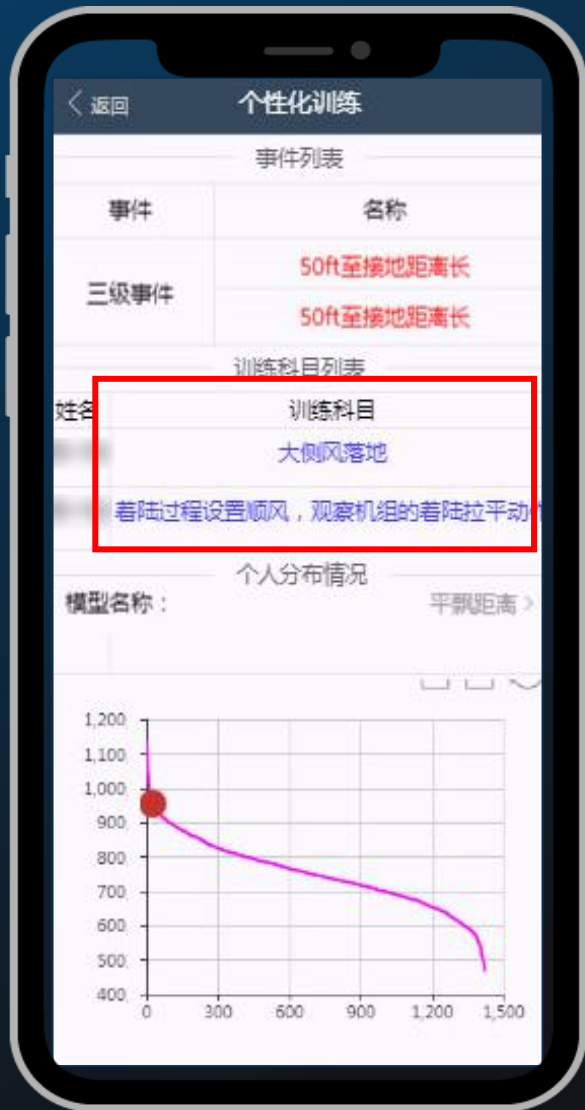 返回
个性化训练
事件列表
事件 名称
三级事件
50ft至接地距离长
50ft至接地距离长
训练科目列表
姓名 训练科目
大侧风落地
着陆过程设置顺风，观察机组的着陆拉平动作
个人分布情况
模型名称： 平飘距离
1,200
1,100
1,000
900
800
700
600
500
400
0 300 600 900 1,200 1,500